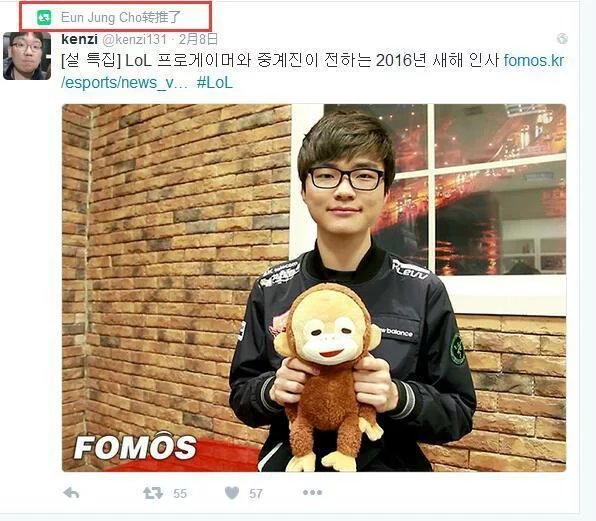 Eun Jung Cho转推了
kenzi @kenzi131 · 2月8日
[설 특집] LoL 프로게이머와 중계진이 전하는 2016년 새해 인사 fomos.kr
/esports/news_v... #LoL
new balance
FOMOS
55 57